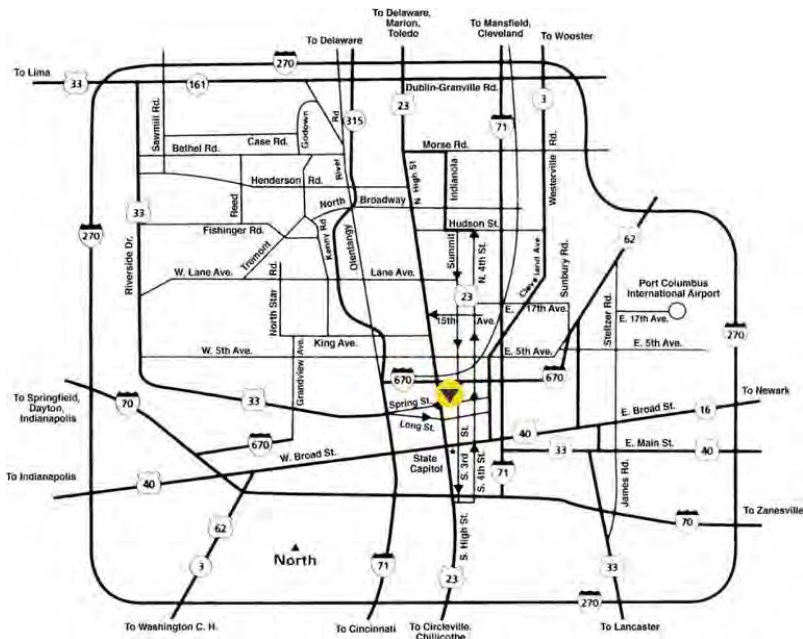 To Delaware,
Marion,
Toledo
To Mansfield,
Cleveland
To Delaware
To Wooster
270
To Lima
33
161
Dublin-Granville Rd.
23
3
315
71
Sawmill Rd.
Godown
Rd.
Case Rd.
Bethel Rd.
Morse Rd.
River
N. High St
Indianola
Westerville Rd.
Henderson Rd.
Reed
North Broadway
33
270
Fishinger Rd.
Tremont
Kenny Rd
Olentangy
Hudson St.
Summit
N. 4th St.
Cleveland Ave
Sunbury Rd.
62
Riverside Dr.
W. Lane Ave.
Lane Ave.
North Star Rd.
23
Port Columbus
International Airport
E. 17th Ave.
Stelzer Rd.
E. 17th Ave.
15th Ave.
King Ave.
270
W. 5th Ave.
E. 5th Ave.
E. 5th Ave.
Grandview Ave.
670
670
To Springfield,
Dayton,
Indianapolis
70
33
Spring St.
Long St.
To Newark
16
E. Broad St.
40
670
W. Broad St.
State
Capitol
S. 3rd St.
S. 4th St.
33
E. Main St.
40
To Indianapolis
40
71
James Rd.
To Zanesville
70
62
North
S. High St.
3
71
23
33
270
To Washington C. H.
To Cincinnati
To Circleville.
Chillicothe
To Lancaster